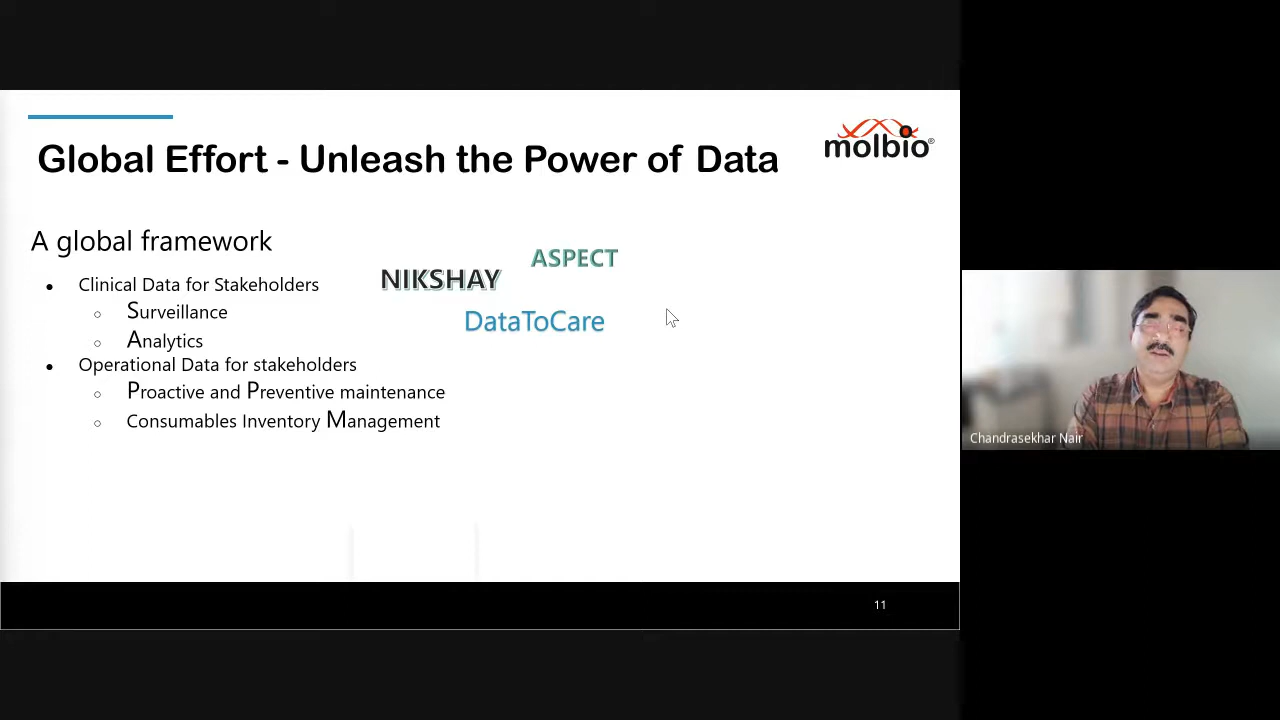 Global Effort - Unleash the Power of Data
molbio®
A global framework
• Clinical Data for Stakeholders
○ Surveillance
○ Analytics
• Operational Data for stakeholders
○ Proactive and Preventive maintenance
○ Consumables Inventory Management
ASPECT
NIKSHAY
DataToCare
11
Chandrasekhar Nair